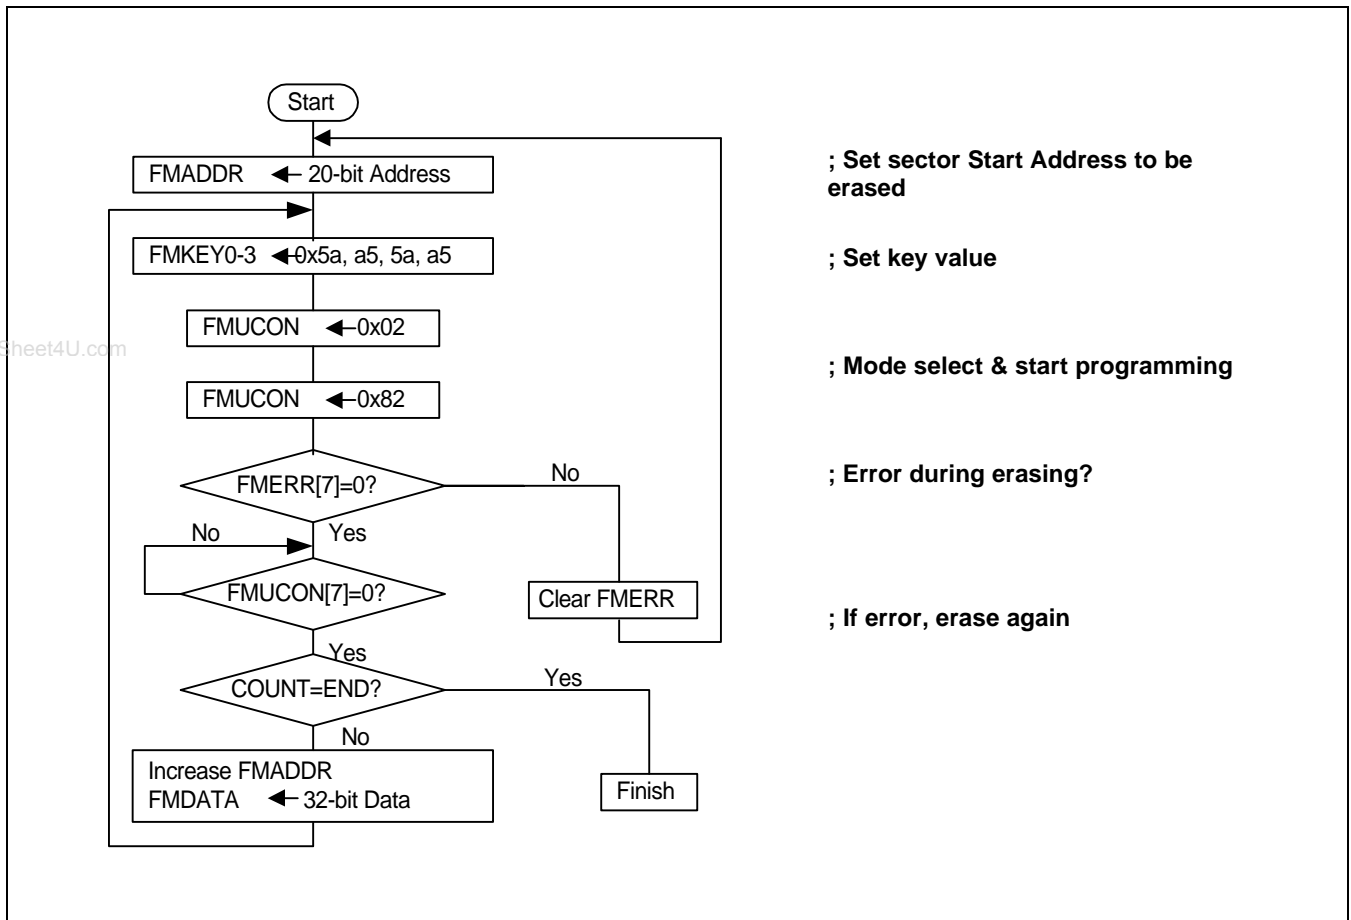 Start
FMADDR ← 20-bit Address
; Set sector Start Address to be
erased
FMKEY0-3 ← 0x5a, a5, 5a, a5
; Set key value
FMUCON ← 0x02
Sheet4U.com
; Mode select & start programming
FMUCON ← 0x82
FMERR[7]=0?
No
; Error during erasing?
Yes
No
FMUCON[7]=0?
Clear FMERR
; If error, erase again
Yes
COUNT=END?
Yes
No
Increase FMADDR
FMDATA ← 32-bit Data
Finish